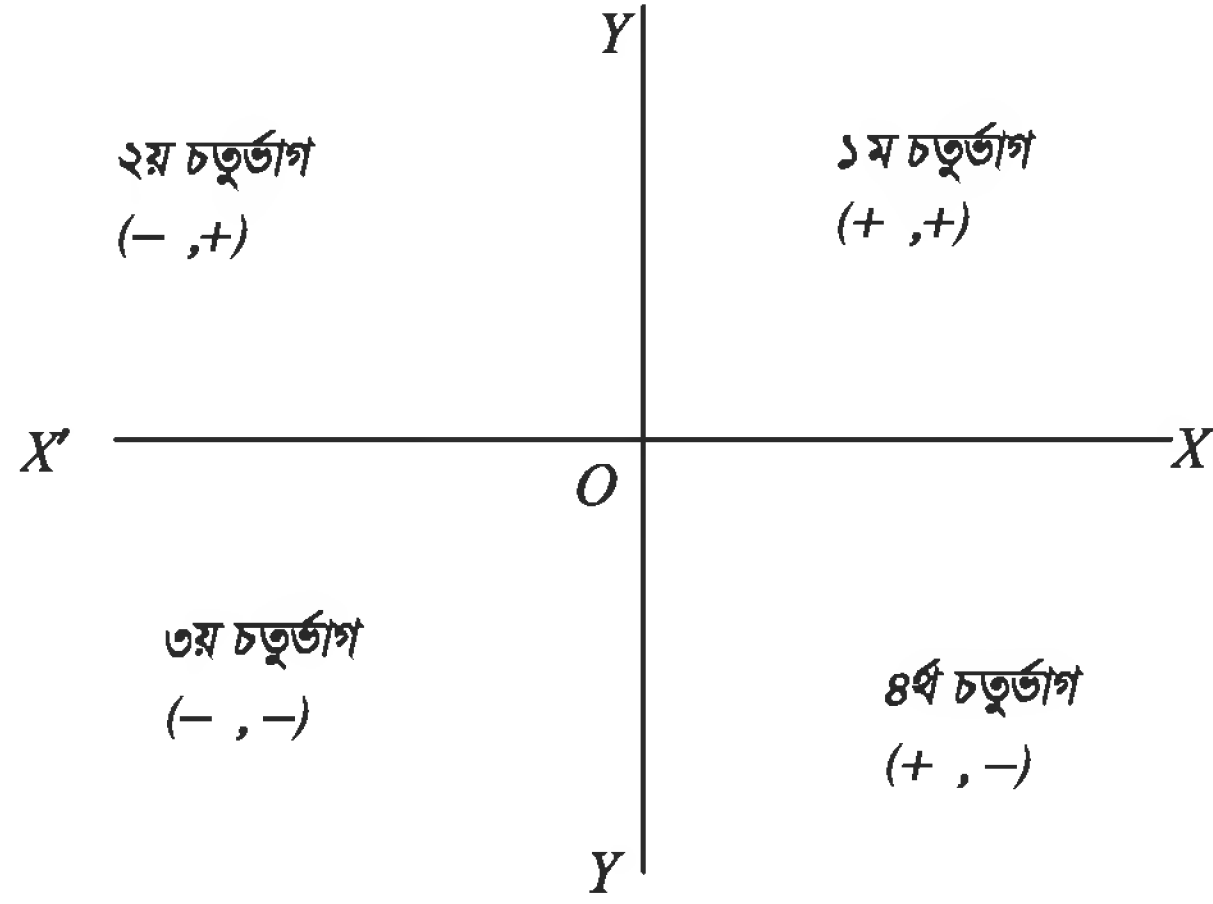 Y
২য় চতুর্ভাগ
(– ,+)
১ম চতুর্ভাগ
(+ ,+)
X′
X
O
৩য় চতুর্ভাগ
(– , –)
৪র্থ চতুর্ভাগ
(+ , –)
Y